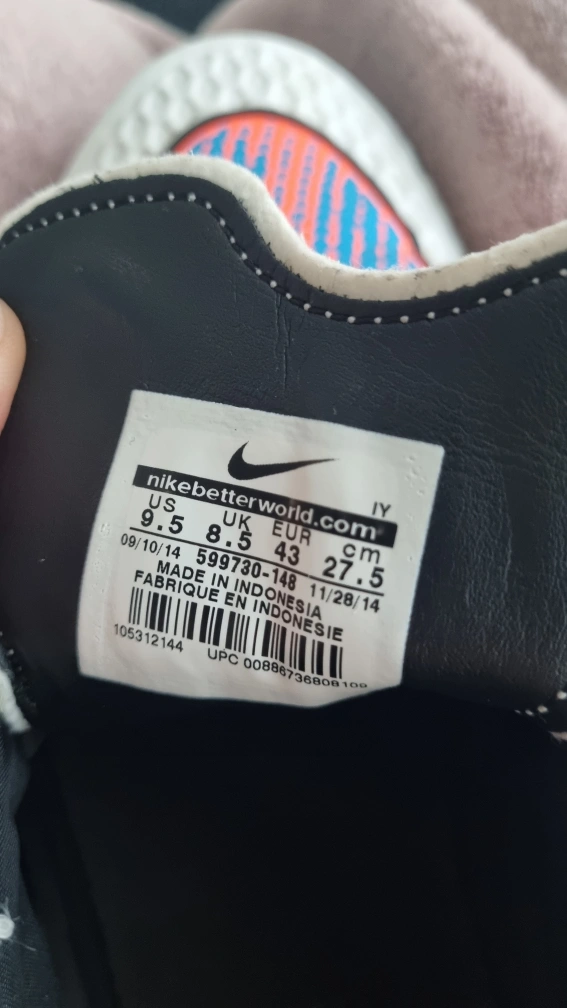 nikebetterworld.com IY
US UK EUR cm
9.5 8.5 43 27.5
09/10/14 599730-148 11/28/14
MADE IN INDONESIA
FABRIQUE EN INDONESIE
105312144 UPC